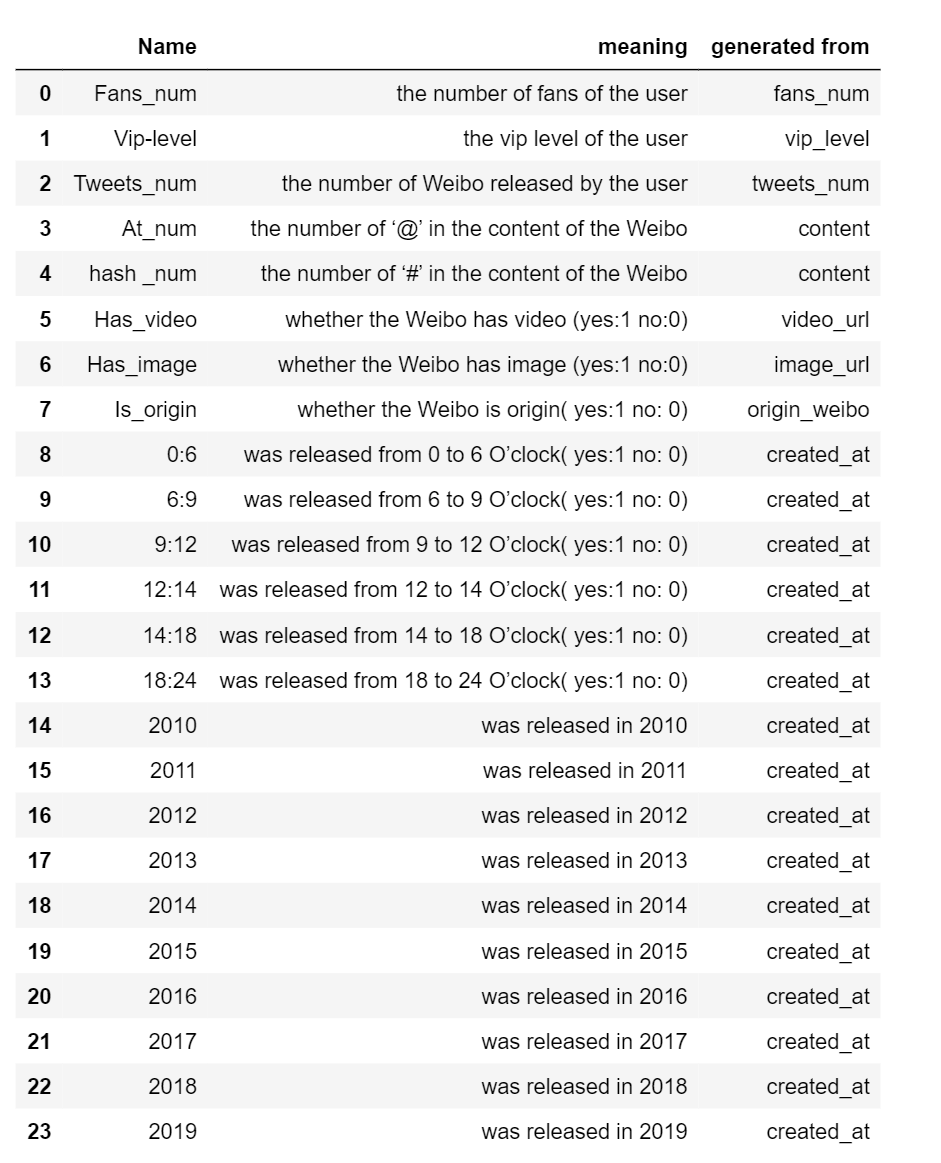 Name meaning generated from
0 Fans_num the number of fans of the user fans_num
1 Vip-level the vip level of the user vip_level
2 Tweets_num the number of Weibo released by the user tweets_num
3 At_num the number of ‘@’ in the content of the Weibo content
4 hash _num the number of ‘#’ in the content of the Weibo content
5 Has_video whether the Weibo has video (yes:1 no:0) video_url
6 Has_image whether the Weibo has image (yes:1 no:0) image_url
7 Is_origin whether the Weibo is origin( yes:1 no: 0) origin_weibo
8 0:6 was released from 0 to 6 O’clock( yes:1 no: 0) created_at
9 6:9 was released from 6 to 9 O’clock( yes:1 no: 0) created_at
10 9:12 was released from 9 to 12 O’clock( yes:1 no: 0) created_at
11 12:14 was released from 12 to 14 O’clock( yes:1 no: 0) created_at
12 14:18 was released from 14 to 18 O’clock( yes:1 no: 0) created_at
13 18:24 was released from 18 to 24 O’clock( yes:1 no: 0) created_at
14 2010 was released in 2010 created_at
15 2011 was released in 2011 created_at
16 2012 was released in 2012 created_at
17 2013 was released in 2013 created_at
18 2014 was released in 2014 created_at
19 2015 was released in 2015 created_at
20 2016 was released in 2016 created_at
21 2017 was released in 2017 created_at
22 2018 was released in 2018 created_at
23 2019 was released in 2019 created_at